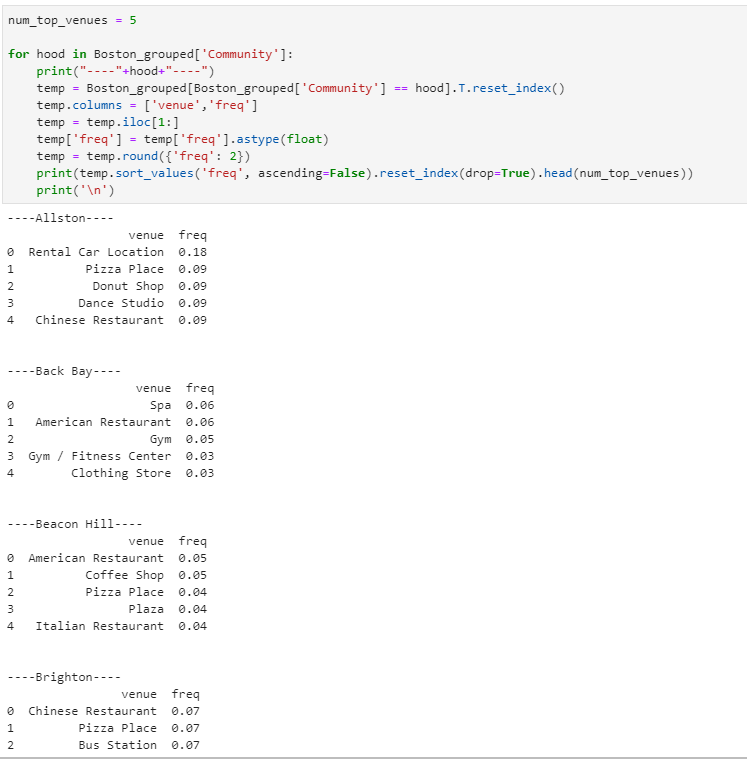 num_top_venues = 5
for hood in Boston_grouped['Community']:
    print("----"+hood+"----")
    temp = Boston_grouped[Boston_grouped['Community'] == hood].T.reset_index()
    temp.columns = ['venue','freq']
    temp = temp.iloc[1:]
    temp['freq'] = temp['freq'].astype(float)
    temp = temp.round({'freq': 2})
    print(temp.sort_values('freq', ascending=False).reset_index(drop=True).head(num_top_venues))
    print('\n')
----Allston----
                 venue  freq
0  Rental Car Location  0.18
1          Pizza Place  0.09
2           Donut Shop  0.09
3         Dance Studio  0.09
4   Chinese Restaurant  0.09
----Back Bay----
                  venue  freq
0                   Spa  0.06
1   American Restaurant  0.06
2                   Gym  0.05
3  Gym / Fitness Center  0.03
4        Clothing Store  0.03
----Beacon Hill----
                 venue  freq
0  American Restaurant  0.05
1          Coffee Shop  0.05
2          Pizza Place  0.04
3                Plaza  0.04
4   Italian Restaurant  0.04
----Brighton----
                venue  freq
0  Chinese Restaurant  0.07
1         Pizza Place  0.07
2         Bus Station  0.07